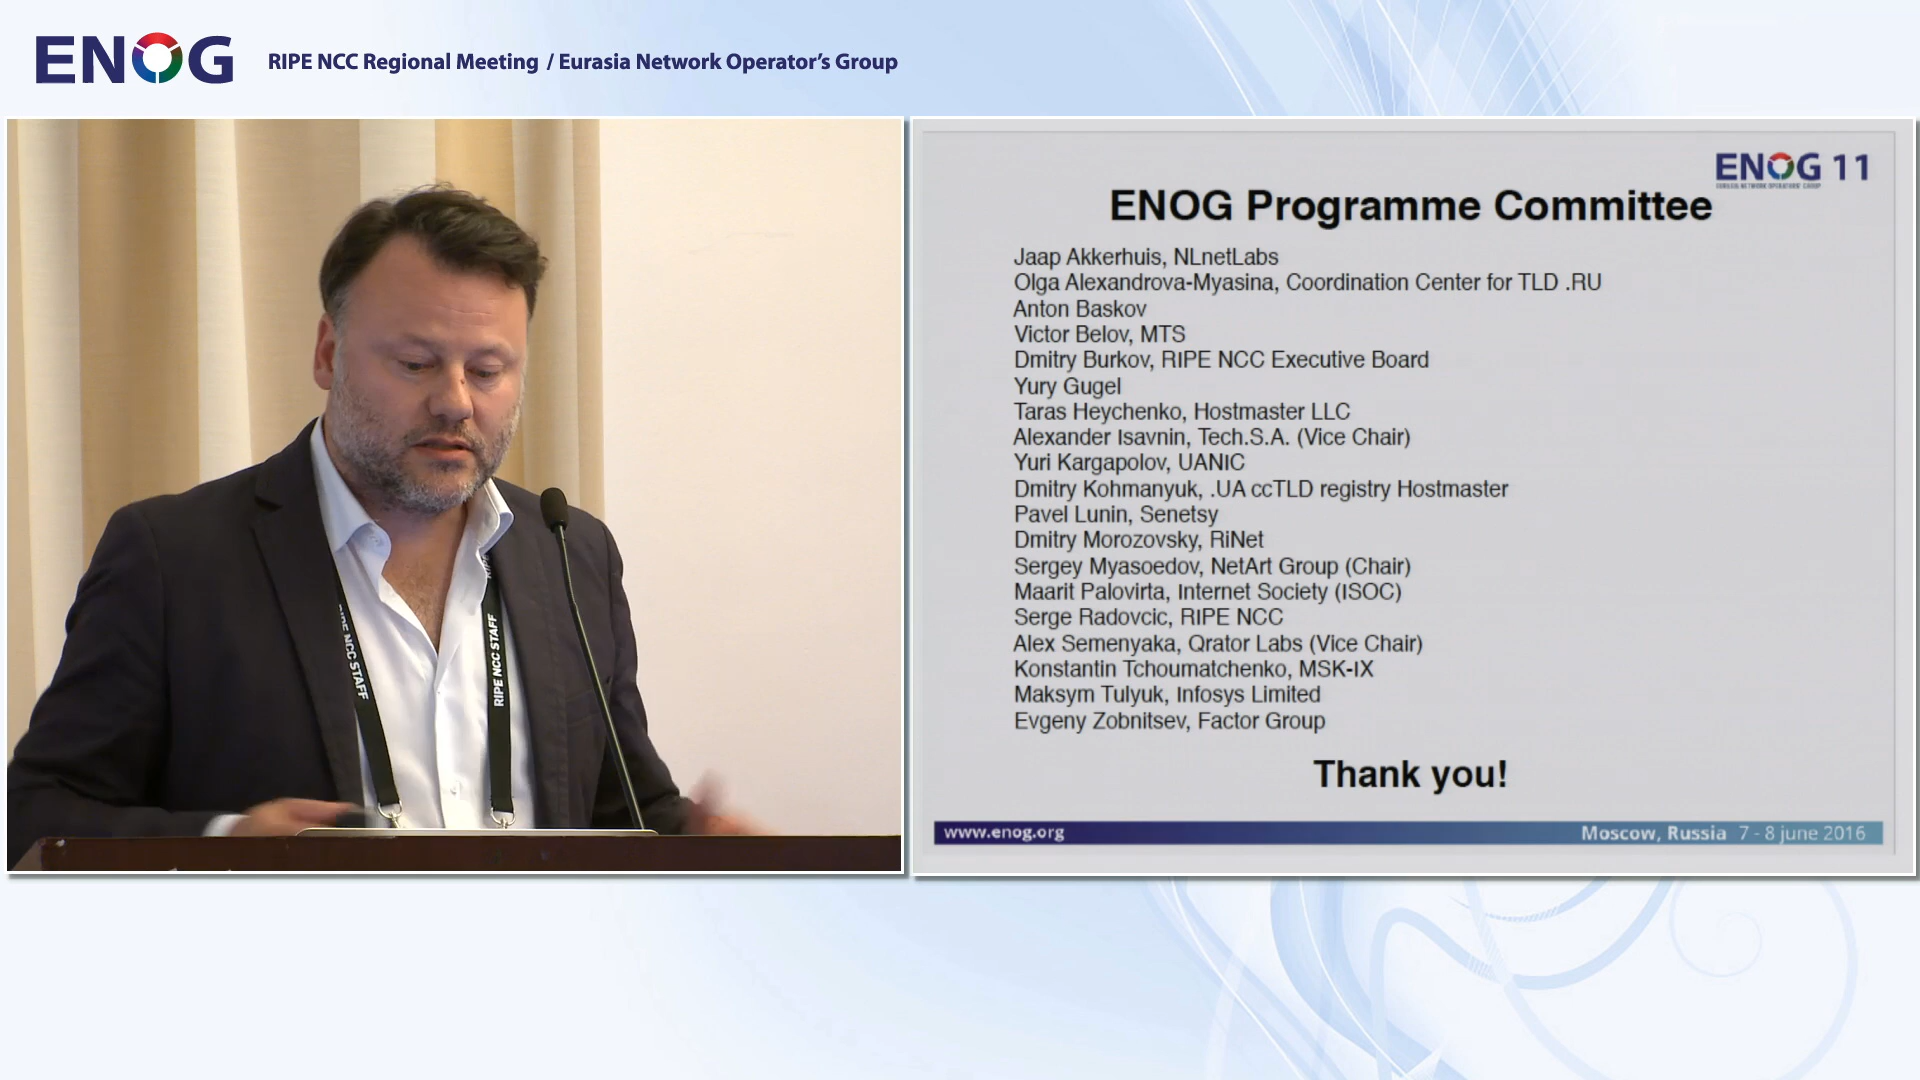 ENOG
RIPE NCC Regional Meeting / Eurasia Network Operator's Group
RIPE NCC STAFF
RIPE NCC STAFF
ENOG 11
EURASIA NETWORK OPERATORS' GROUP
ENOG Programme Committee
Jaap Akkerhuis, NLnetLabs
Olga Alexandrova-Myasina, Coordination Center for TLD .RU
Anton Baskov
Victor Belov, MTS
Dmitry Burkov, RIPE NCC Executive Board
Yury Gugel
Taras Heychenko, Hostmaster LLC
Alexander Isavnin, Tech.S.A. (Vice Chair)
Yuri Kargapolov, UANIC
Dmitry Kohmanyuk, .UA ccTLD registry Hostmaster
Pavel Lunin, Senetsy
Dmitry Morozovsky, RiNet
Sergey Myasoedov, NetArt Group (Chair)
Maarit Palovirta, Internet Society (ISOC)
Serge Radovcic, RIPE NCC
Alex Semenyaka, Qrator Labs (Vice Chair)
Konstantin Tchoumatchenko, MSK-IX
Maksym Tulyuk, Infosys Limited
Evgeny Zobnitsev, Factor Group
Thank you!
www.enog.org
Moscow, Russia 7 - 8 june 2016